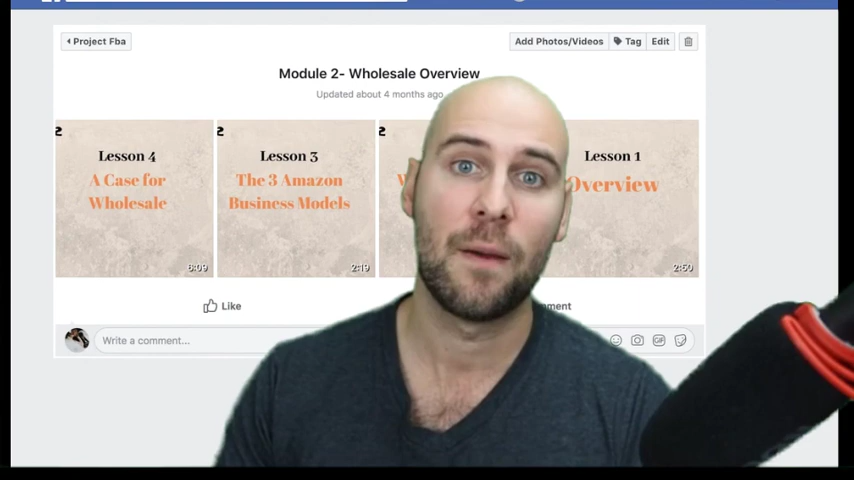 Project Fba
Add Photos/Videos
Tag
Edit
Module 2- Wholesale Overview
Updated about 4 months ago
2
2
2
Lesson 4
A Case for
Wholesale
6:09
Lesson 3
The 3 Amazon
Business Models
2:19
Lesson 1
Overview
2:50
Like
Write a comment...
GIF